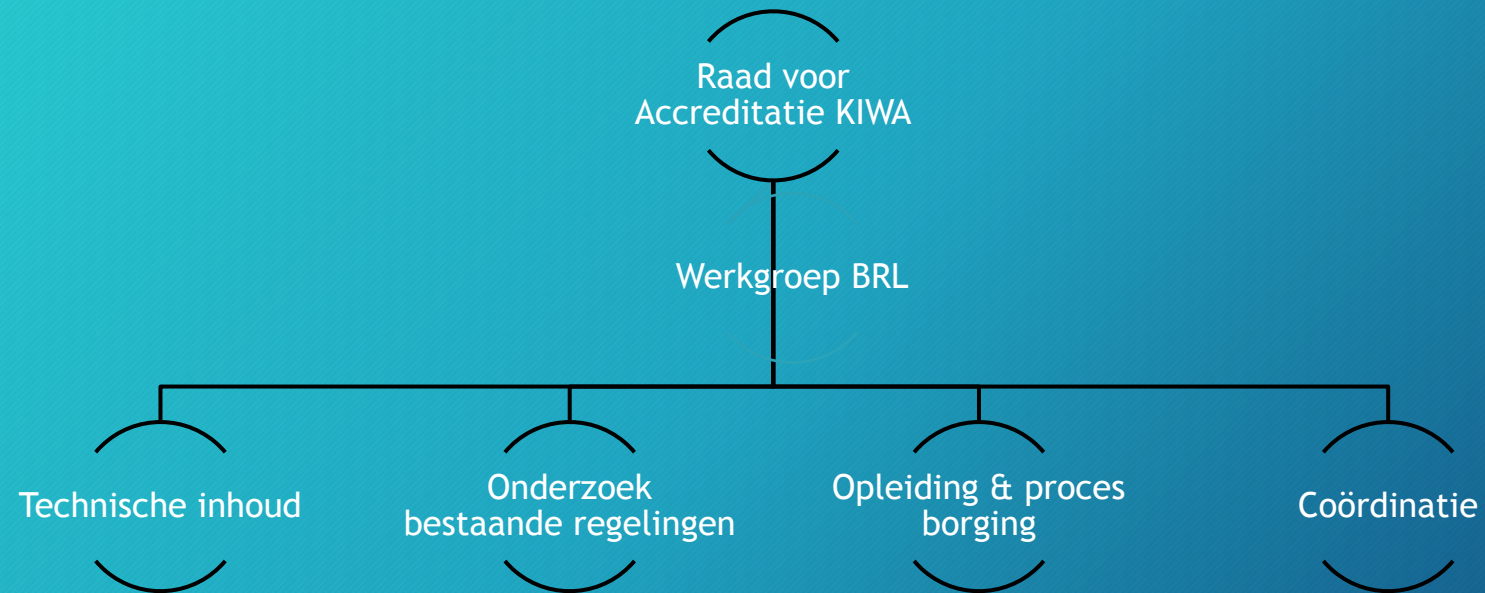 Raad voor
Accreditatie KIWA
Werkgroep BRL
Technische inhoud
Onderzoek
bestaande regelingen
Opleiding & proces
borging
Coördinatie